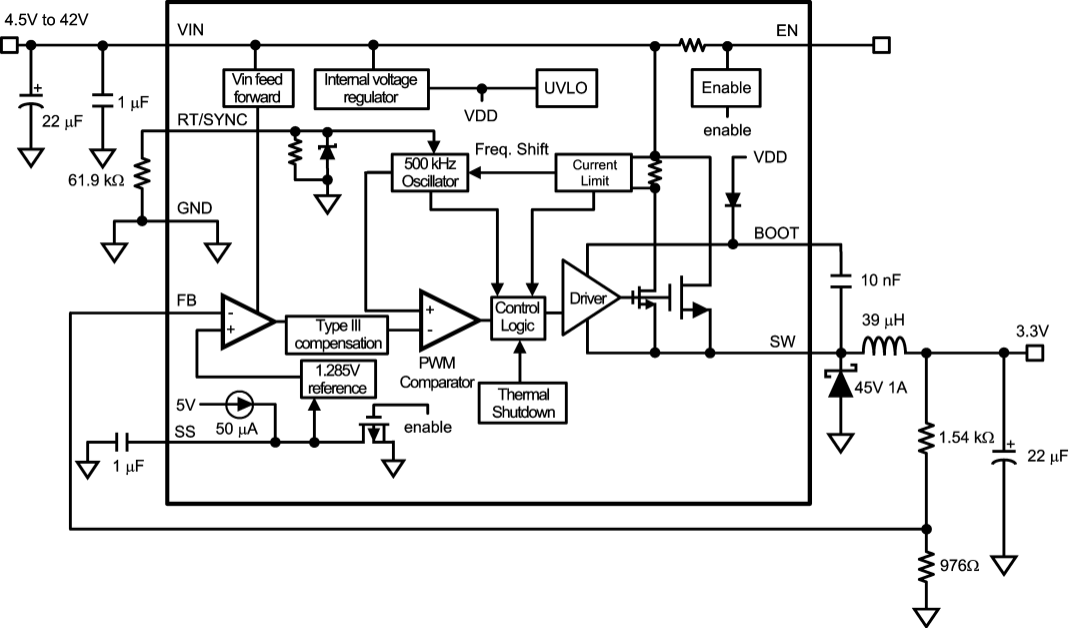 4.5V to 42V
VIN
EN
Vin feed
forward
Internal voltage
regulator
UVLO
Enable
+
1 μF
22 μF
VDD
RT/SYNC
enable
Freq. Shift
VDD
500 kHz
Oscillator
Current
Limit
61.9 kΩ
GND
BOOT
10 nF
FB
-
+
Driver
+
-
Control
Logic
39 μH
3.3V
Type III
compensation
SW
PWM
Comparator
1.285V
reference
45V 1A
Thermal
Shutdown
5V
50 μA
enable
SS
1.54 kΩ
+
22 μF
1 μF
976Ω